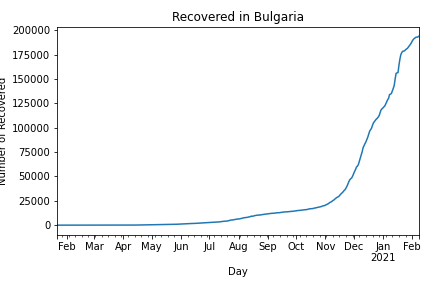 Recovered in Bulgaria
200000
175000
150000
125000
100000
75000
50000
25000
0
Number of Recovered
Feb Mar Apr May Jun Jul Aug Sep Oct Nov Dec Jan Feb
2021
Day